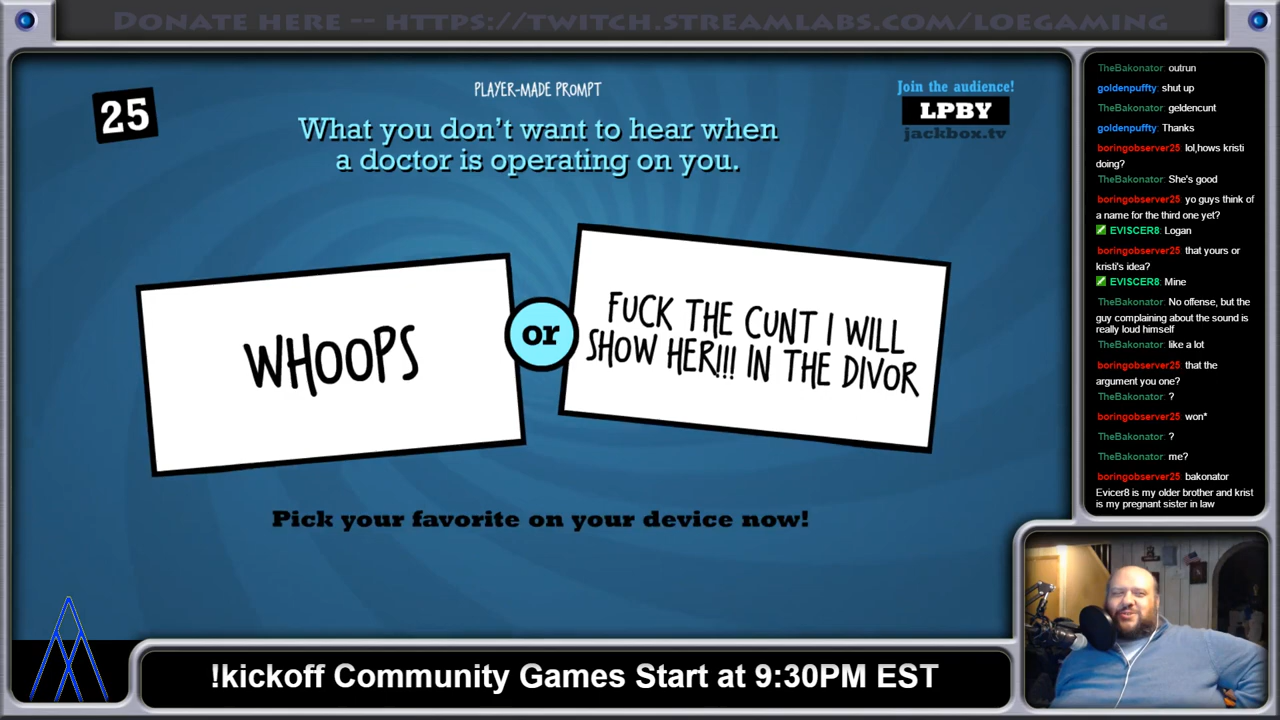 Donate here -- https://twitch.streamlabs.com/loegaming
25
PLAYER-MADE PROMPT
What you don't want to hear when
a doctor is operating on you.
Join the audience!
LPBY
jackbox.tv
WHOOPS
or
FUCK THE CUNT I WILL
SHOW HER!!! IN THE DIVOR
Pick your favorite on your device now!
!kickoff Community Games Start at 9:30PM EST
TheBakonator: outrun
goldenpuffty: shut up
TheBakonator: geldencunt
goldenpuffty: Thanks
boringobserver25: lol,hows kristi
doing?
TheBakonator: She's good
boringobserver25: yo guys think of
a name for the third one yet?
EVISCER8: Logan
boringobserver25: that yours or
kristi's idea?
EVISCER8: Mine
TheBakonator: No offense, but the
guy complaining about the sound is
really loud himself
TheBakonator: like a lot
boringobserver25: that the
argument you one?
TheBakonator: ?
boringobserver25: won*
TheBakonator: ?
TheBakonator: me?
boringobserver25: bakonator
Evicer8 is my older brother and krist
is my pregnant sister in law